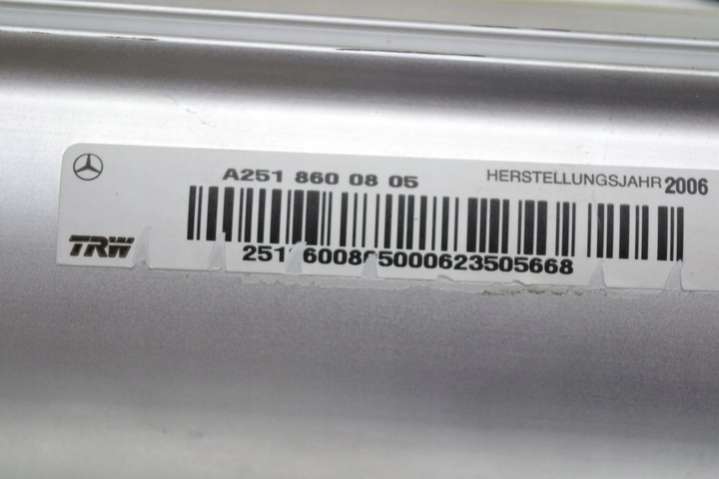 A251 860 08 05
HERSTELLUNGSJAHR 2006
TRW
5000623505668